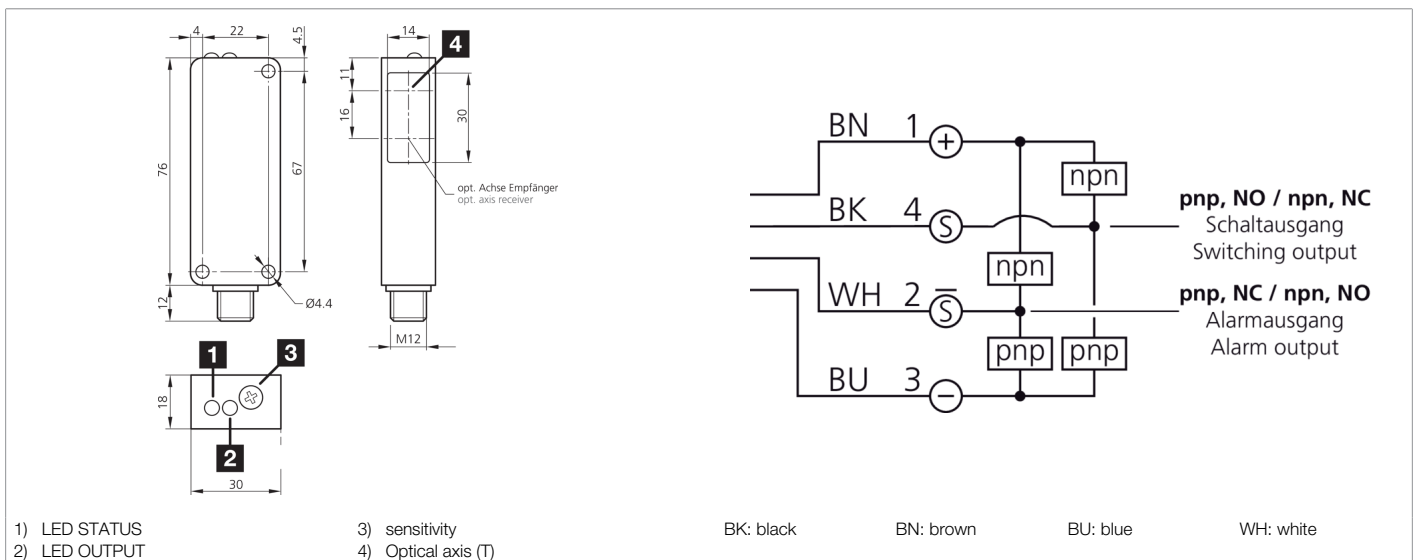 4
22
4.5
76
67
12
Ø4.4
14
4
11
16
30
opt. Achse Empfänger
opt. axis receiver
M12
1
3
18
2
30
BN 1 +
npn
BK 4 S
pnp, NO / npn, NC
Schaltausgang
Switching output
npn
WH 2 S̅
pnp, NC / npn, NO
Alarmausgang
Alarm output
pnp pnp
BU 3 −
1) LED STATUS
2) LED OUTPUT
3) sensitivity
4) Optical axis (T)
BK: black
BN: brown
BU: blue
WH: white